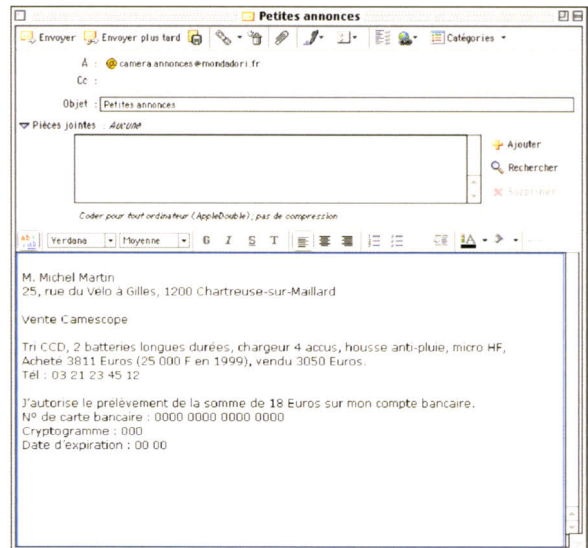 Petites annonces
Envoyer Envoyer plus tard Catégories
À : camera.annonces@mondadori.fr
Cc :
Objet : Petites annonces
Pièces jointes : Aucune
Ajouter
Rechercher
Supprimer
Coder pour tout ordinateur (AppleDouble); pas de compression
Verdana Moyenne G I S T
M. Michel Martin
25, rue du Vélo à Gilles, 1200 Chartreuse-sur-Maillard
Vente Camescope
Tri CCD, 2 batteries longues durées, chargeur 4 accus, housse anti-pluie, micro HF,
Acheté 3811 Euros (25 000 F en 1999), vendu 3050 Euros.
Tél : 03 21 23 45 12
J'autorise le prélèvement de la somme de 18 Euros sur mon compte bancaire.
Nº de carte bancaire : 0000 0000 0000 0000
Cryptogramme : 000
Date d'expiration : 00 00